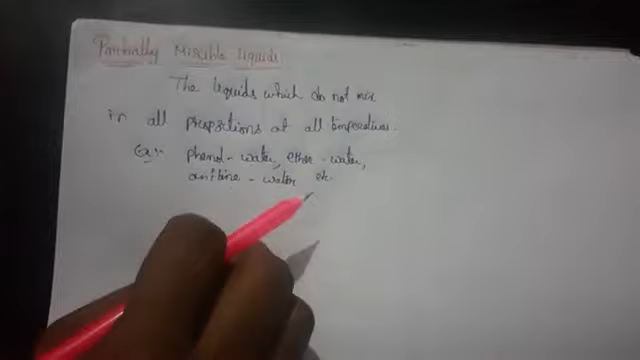 Partially Miscible liquids
The liquids which do not mix
in all proportions at all temperatures.
Ex:- phenol - water, ether - water,
aniline - water etc.